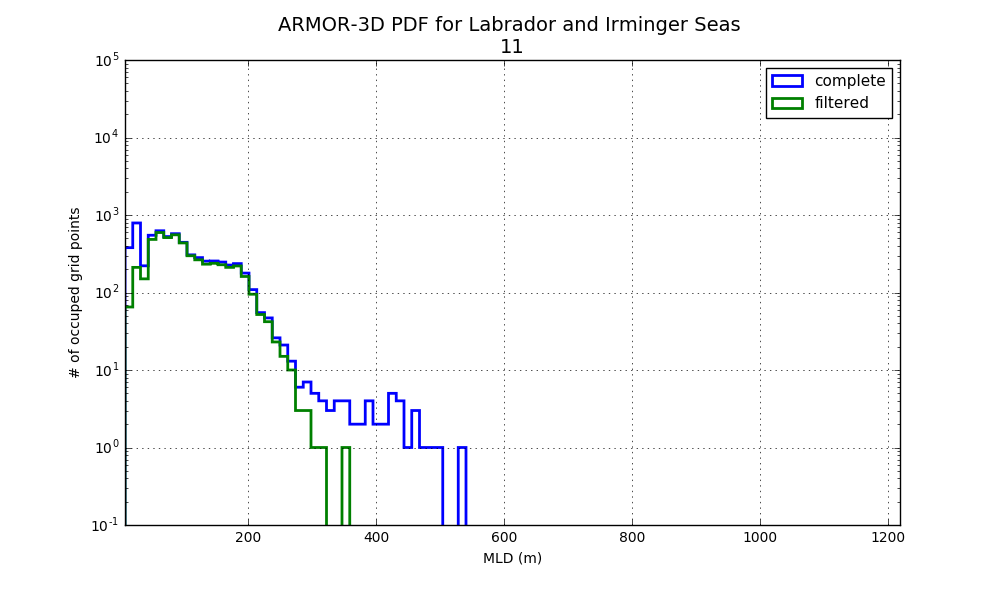 ARMOR-3D PDF for Labrador and Irminger Seas
11
complete
filtered
10^5
10^4
10^3
10^2
10^1
10^0
10^-1
# of occuped grid points
200 400 600 800 1000 1200
MLD (m)